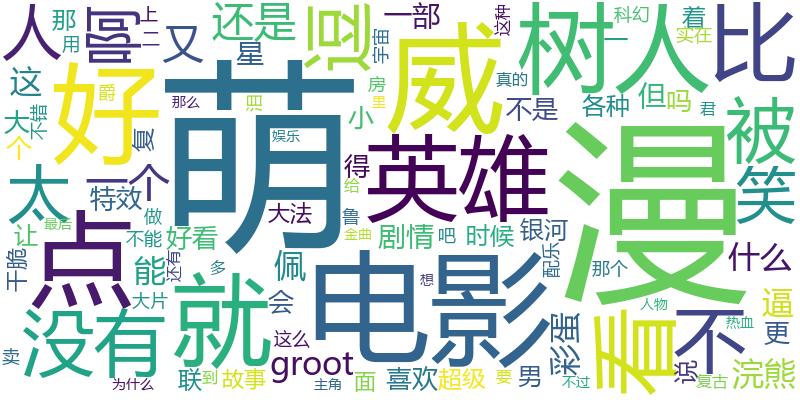 人
那
上
二
用
啊
又
还是
星
逗
宇宙
一部
这种
树人
科幻
一
着
实在
比
这
好
爵
那么
萌
囧
房
里
威
真的
不是
各种
但
吗
君
被
大
个
不错
复
娱乐
小
英雄
漫
笑
太
一个
特效
得
给
大法
鲁
金曲
点
最后
做
让
不能
好看
能
还有
多
佩
会
电影
剧情
吧
时候
想
银河
配乐
那个
什么
干脆
大片
没有
就
卖
为什么
这么
groot
联
到
故事
主角
面
喜欢
超级
要
男
彩蛋
不过
看
人物
不
说
热血
复古
逼
更
浣熊